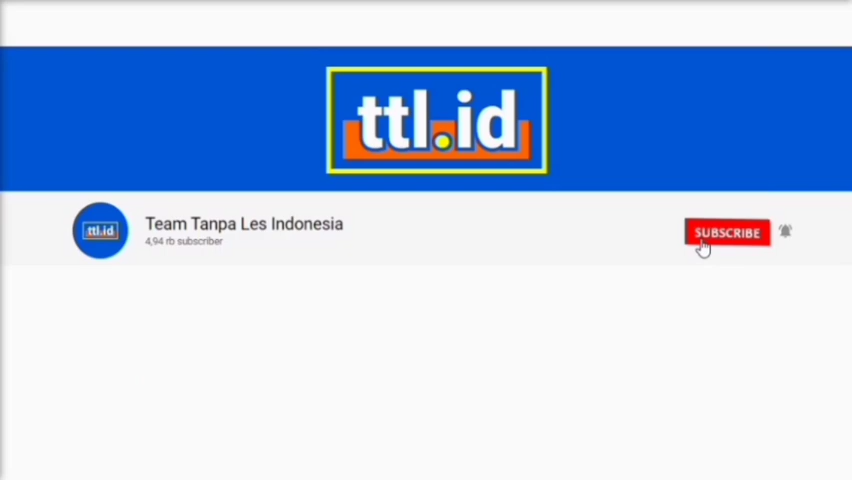 ttl.id
ttl.id
Team Tanpa Les Indonesia
4,94 rb subscriber
SUBSCRIBE